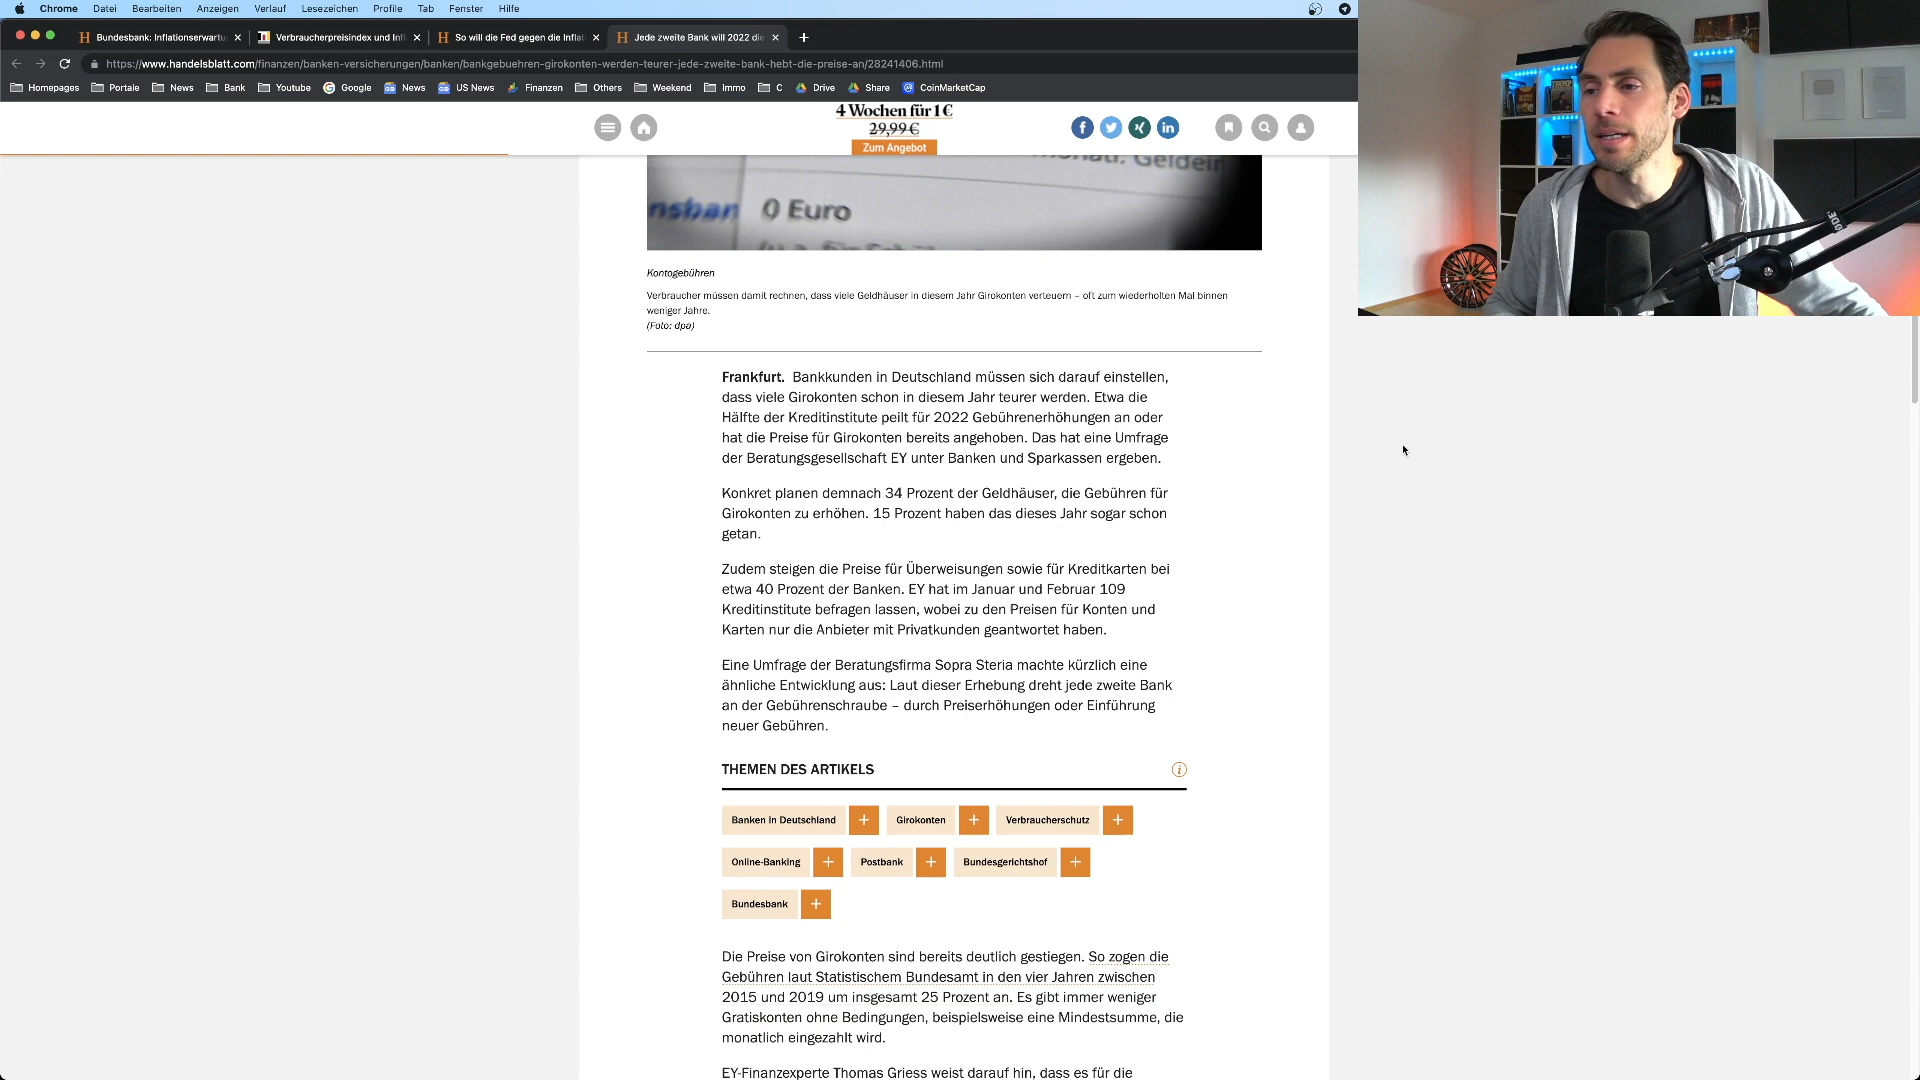 Chrome Datei Bearbeiten Anzeigen Verlauf Lesezeichen Profile Tab Fenster Hilfe
Bundesbank: Inflationserwartu
Verbraucherpreisindex und Infl
So will die Fed gegen die Inflat
Jede zweite Bank will 2022 die
https://www.handelsblatt.com/finanzen/banken-versicherungen/banken/bankgebuehren-girokonten-werden-teurer-jede-zweite-bank-hebt-die-preise-an/28241406.html
Homepages Portale News Bank Youtube Google News US News Finanzen Others Weekend Immo C Drive Share CoinMarketCap
4 Wochen für 1 €
29,99 €
Zum Angebot
monatl. Geldein
nsban 0 Euro
Kontogebühren
Verbraucher müssen damit rechnen, dass viele Geldhäuser in diesem Jahr Girokonten verteuern – oft zum wiederholten Mal binnen
weniger Jahre.
(Foto: dpa)
Frankfurt. Bankkunden in Deutschland müssen sich darauf einstellen,
dass viele Girokonten schon in diesem Jahr teurer werden. Etwa die
Hälfte der Kreditinstitute peilt für 2022 Gebührenerhöhungen an oder
hat die Preise für Girokonten bereits angehoben. Das hat eine Umfrage
der Beratungsgesellschaft EY unter Banken und Sparkassen ergeben.
Konkret planen demnach 34 Prozent der Geldhäuser, die Gebühren für
Girokonten zu erhöhen. 15 Prozent haben das dieses Jahr sogar schon
getan.
Zudem steigen die Preise für Überweisungen sowie für Kreditkarten bei
etwa 40 Prozent der Banken. EY hat im Januar und Februar 109
Kreditinstitute befragen lassen, wobei zu den Preisen für Konten und
Karten nur die Anbieter mit Privatkunden geantwortet haben.
Eine Umfrage der Beratungsfirma Sopra Steria machte kürzlich eine
ähnliche Entwicklung aus: Laut dieser Erhebung dreht jede zweite Bank
an der Gebührenschraube – durch Preiserhöhungen oder Einführung
neuer Gebühren.
THEMEN DES ARTIKELS
Banken in Deutschland + Girokonten + Verbraucherschutz +
Online-Banking + Postbank + Bundesgerichtshof +
Bundesbank +
Die Preise von Girokonten sind bereits deutlich gestiegen. So zogen die
Gebühren laut Statistischem Bundesamt in den vier Jahren zwischen
2015 und 2019 um insgesamt 25 Prozent an. Es gibt immer weniger
Gratiskonten ohne Bedingungen, beispielsweise eine Mindestsumme, die
monatlich eingezahlt wird.
EY-Finanzexperte Thomas Griess weist darauf hin, dass es für die
RØDE